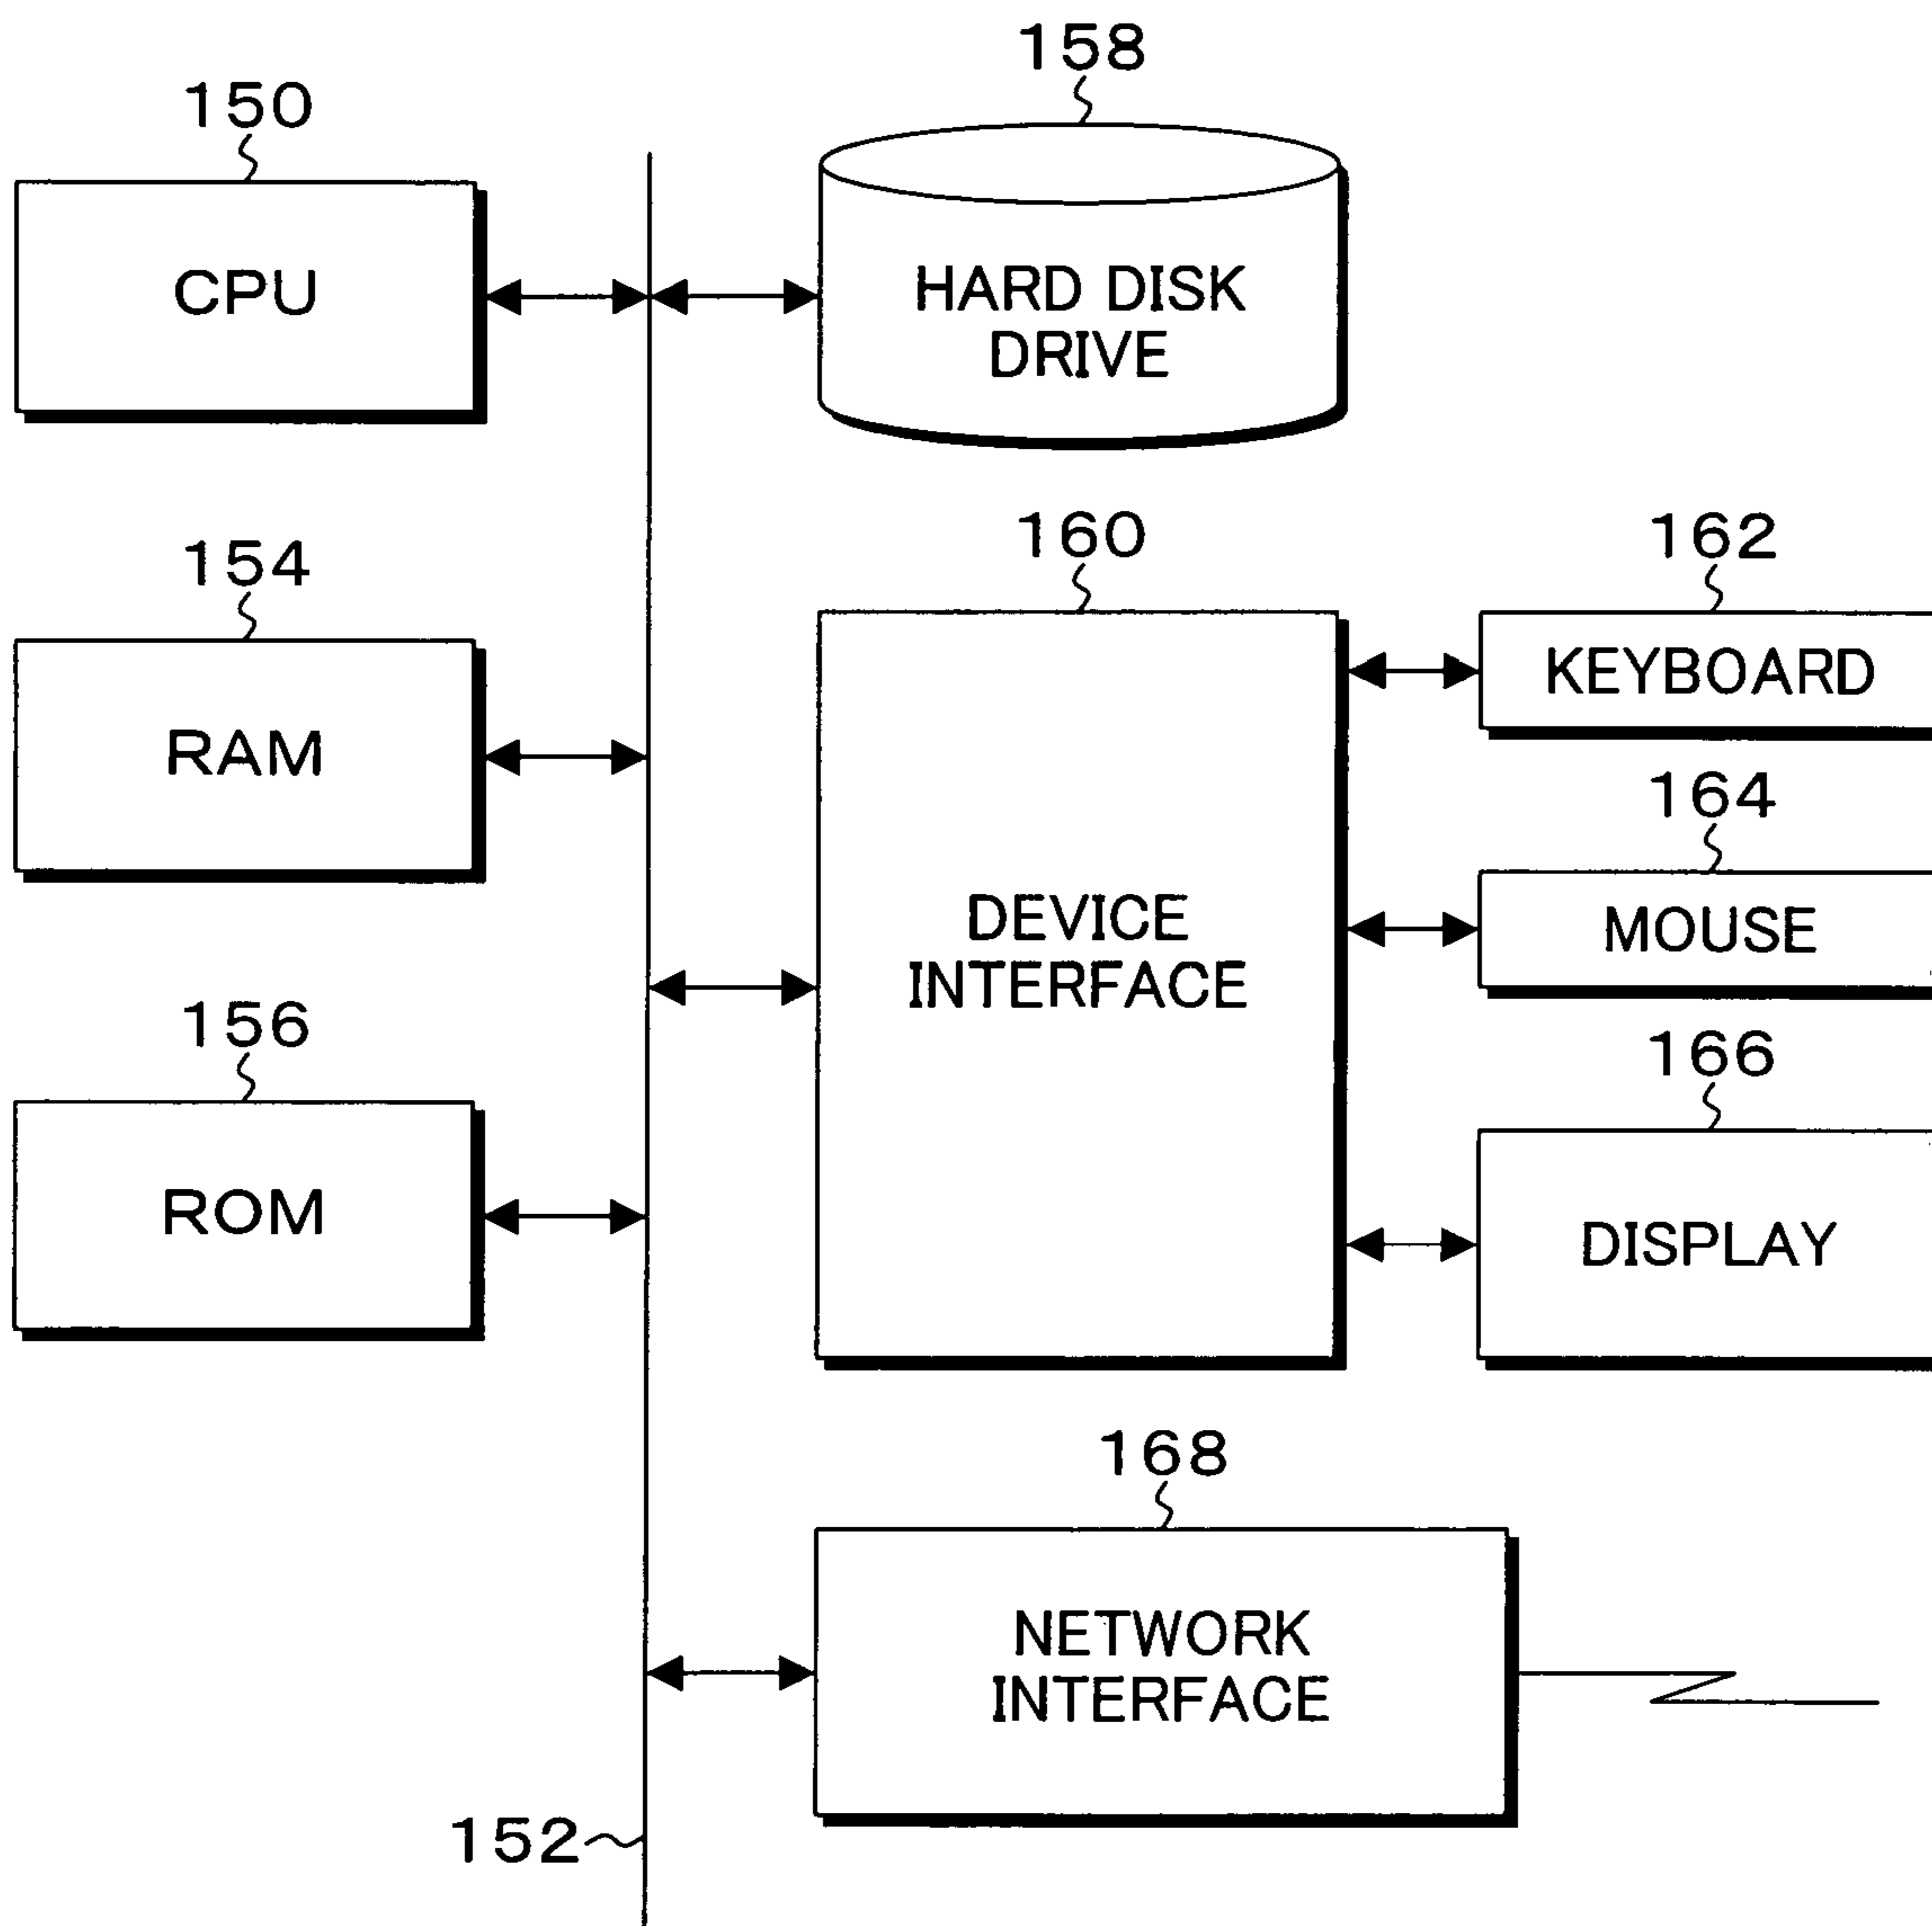 158
150
CPU
HARD DISK
DRIVE
160
162
154
KEYBOARD
RAM
164
DEVICE
INTERFACE
MOUSE
156
166
ROM
DISPLAY
168
NETWORK
INTERFACE
152